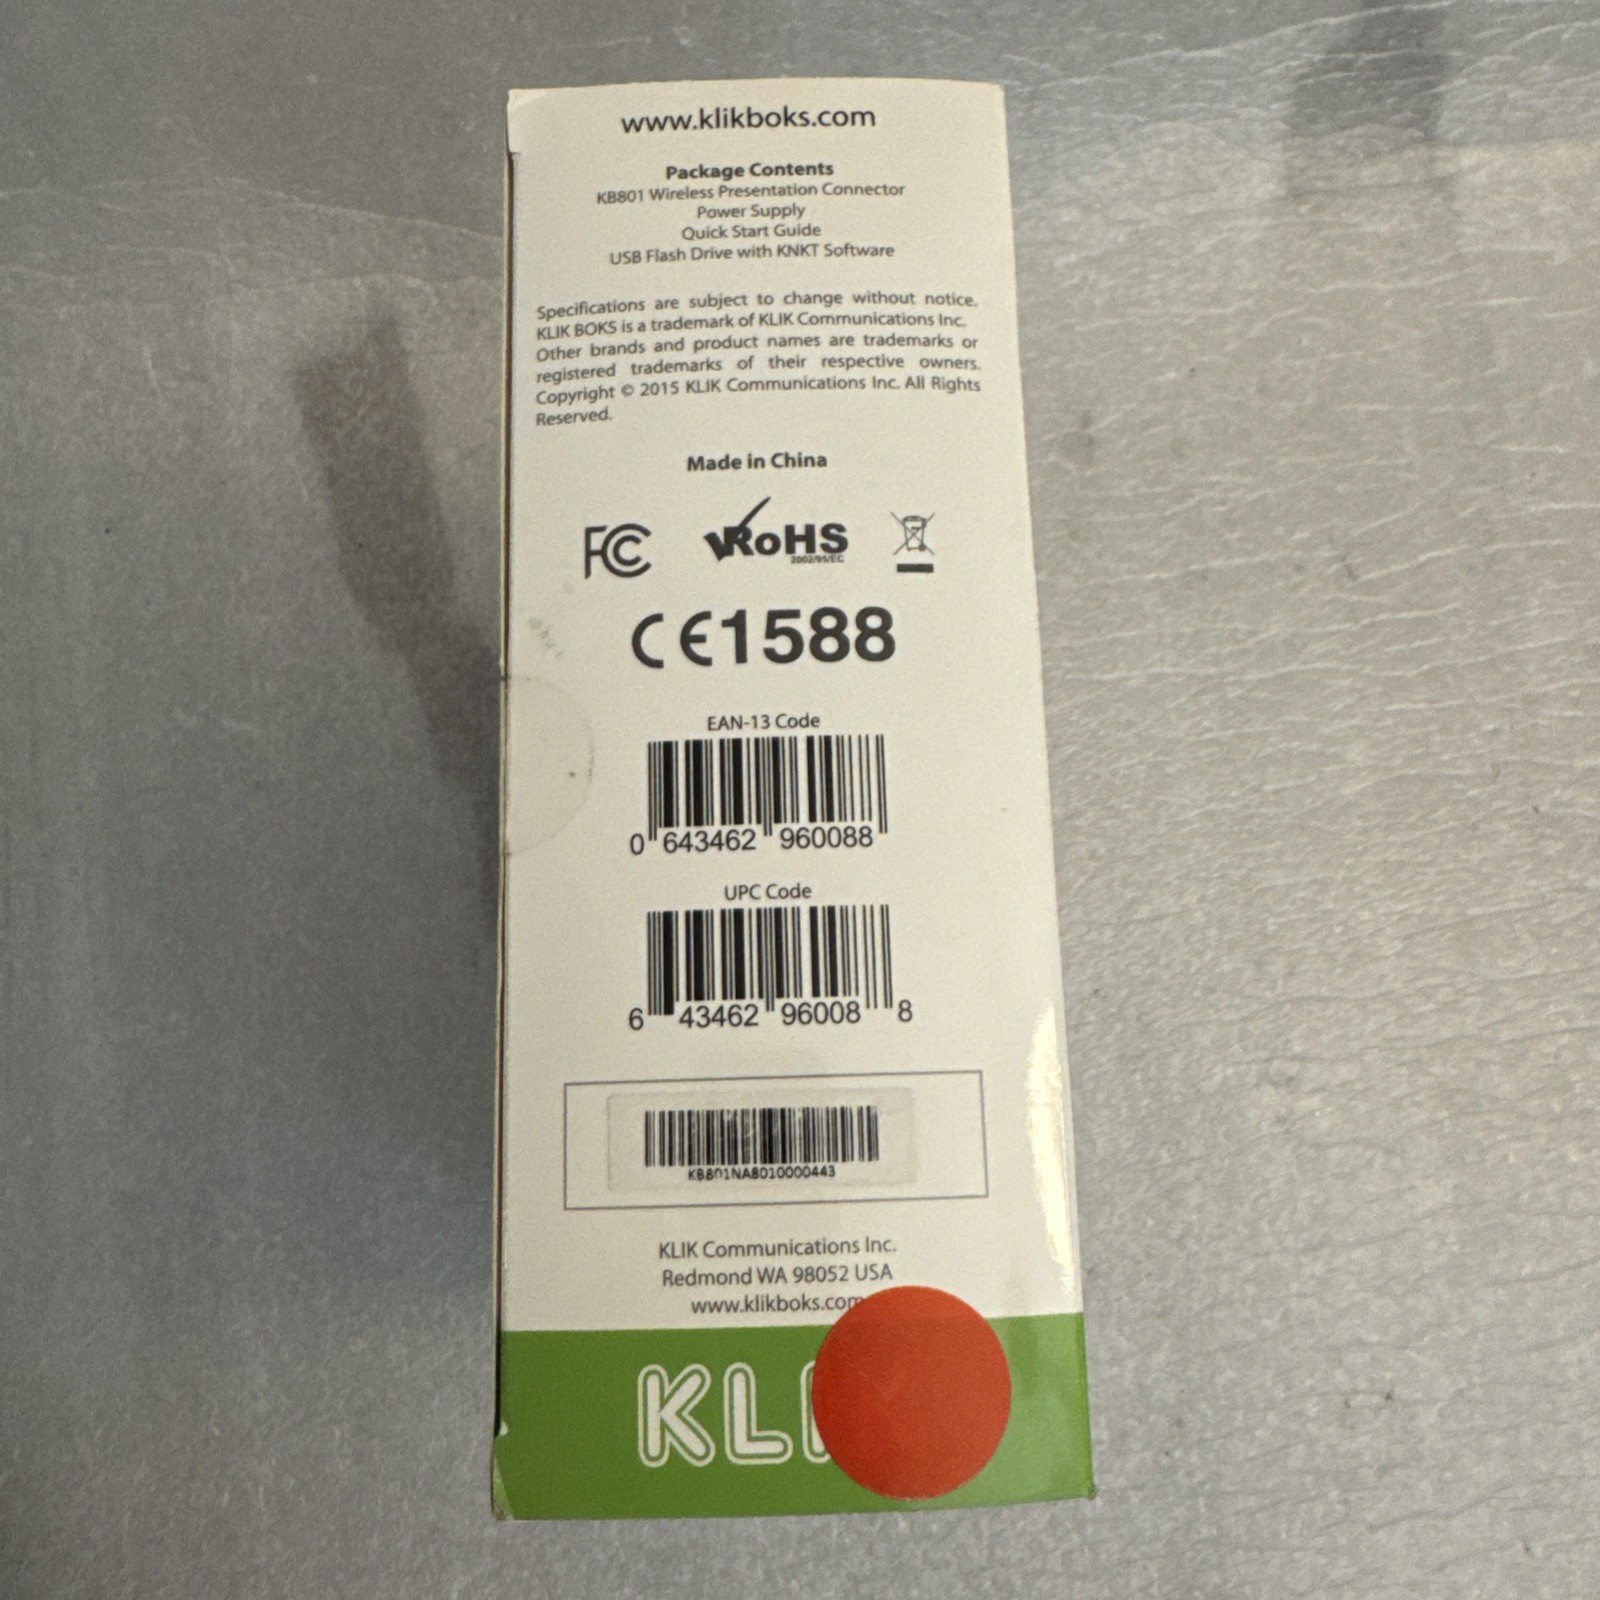 www.klikboks.com
Package Contents
KB801 Wireless Presentation Connector
Power Supply
Quick Start Guide
USB Flash Drive with KNKT Software
Specifications are subject to change without notice.
KLIK BOKS is a trademark of KLIK Communications Inc.
Other brands and product names are trademarks or
registered trademarks of their respective owners.
Copyright © 2015 KLIK Communications Inc. All Rights
Reserved.
Made in China
FC RoHS
2002/95/EC
CE1588
EAN-13 Code
0 643462 960088
UPC Code
6 43462 96008 8
KB801NA8010000443
KLIK Communications Inc.
Redmond WA 98052 USA
www.klikboks.com
KLI